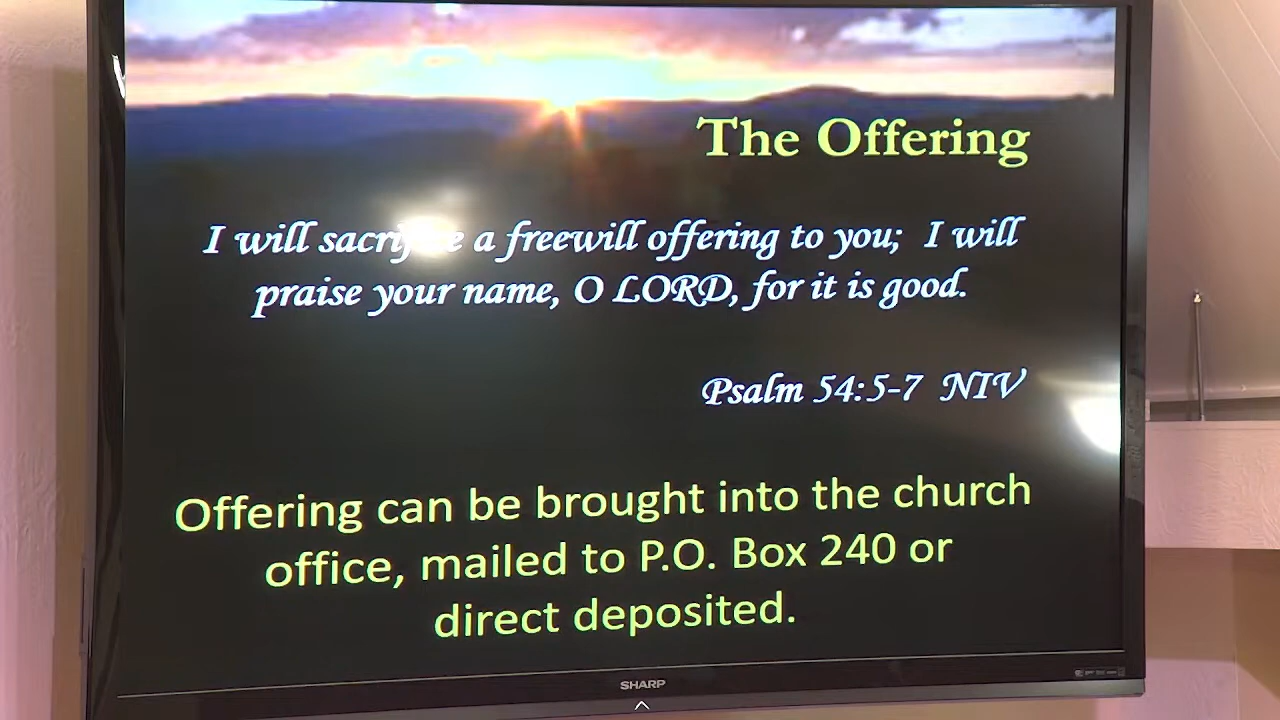 The Offering
I will sacrifice a freewill offering to you; I will
praise your name, O LORD, for it is good.
Psalm 54:5-7 NIV
Offering can be brought into the church
office, mailed to P.O. Box 240 or
direct deposited.
SHARP